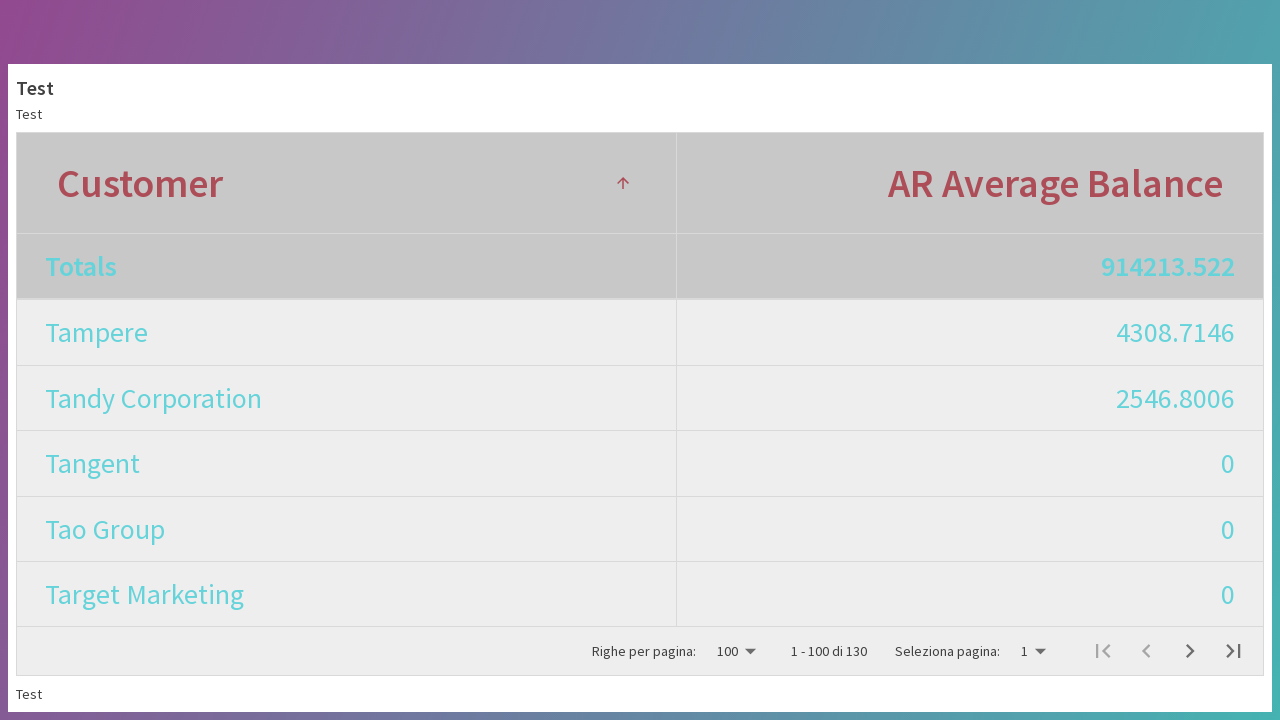 Test
Test
Customer AR Average Balance
Totals 914213.522
Tampere 4308.7146
Tandy Corporation 2546.8006
Tangent 0
Tao Group 0
Target Marketing 0
Righe per pagina: 100 1 - 100 di 130 Seleziona pagina: 1
Test